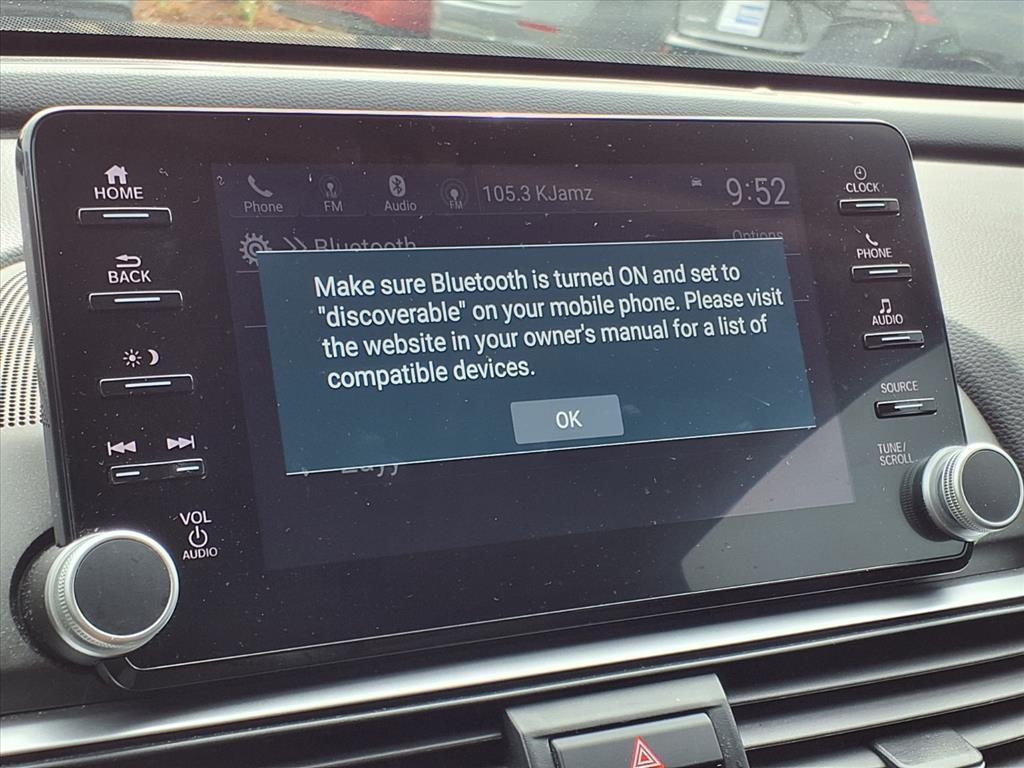 HOME
BACK
VOL
AUDIO
Phone
FM
Audio
FM
105.3 KJamz
9:52
Bluetooth
Options
Make sure Bluetooth is turned ON and set to
"discoverable" on your mobile phone. Please visit
the website in your owner's manual for a list of
compatible devices.
OK
CLOCK
PHONE
AUDIO
SOURCE
TUNE/
SCROLL